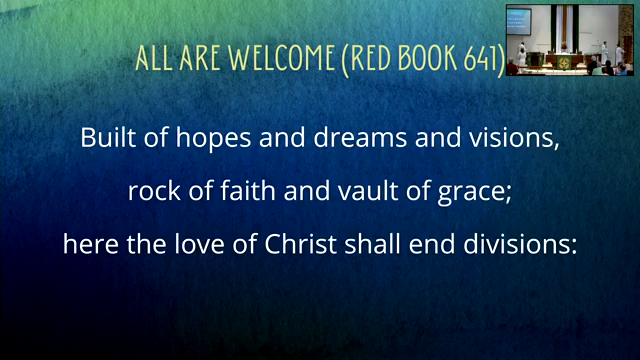 ALL ARE WELCOME (RED BOOK 641)
Built of hopes and dreams and visions,
rock of faith and vault of grace;
here the love of Christ shall end divisions: